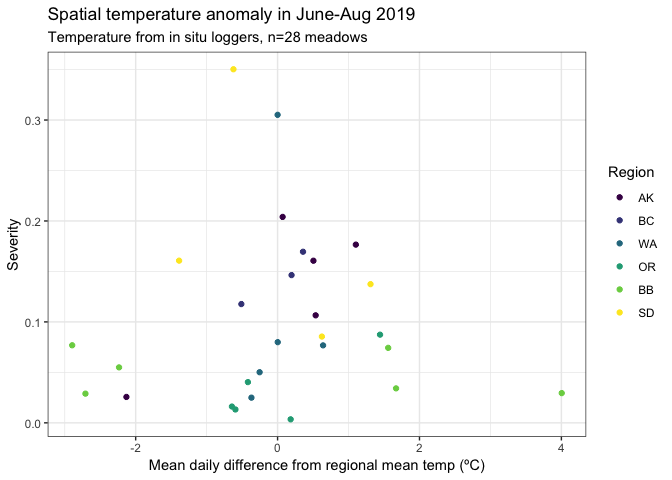 Spatial temperature anomaly in June-Aug 2019
Temperature from in situ loggers, n=28 meadows
Severity
0.3
0.2
0.1
0.0
-2
0
2
4
Mean daily difference from regional mean temp (ºC)
Region
AK
BC
WA
OR
BB
SD